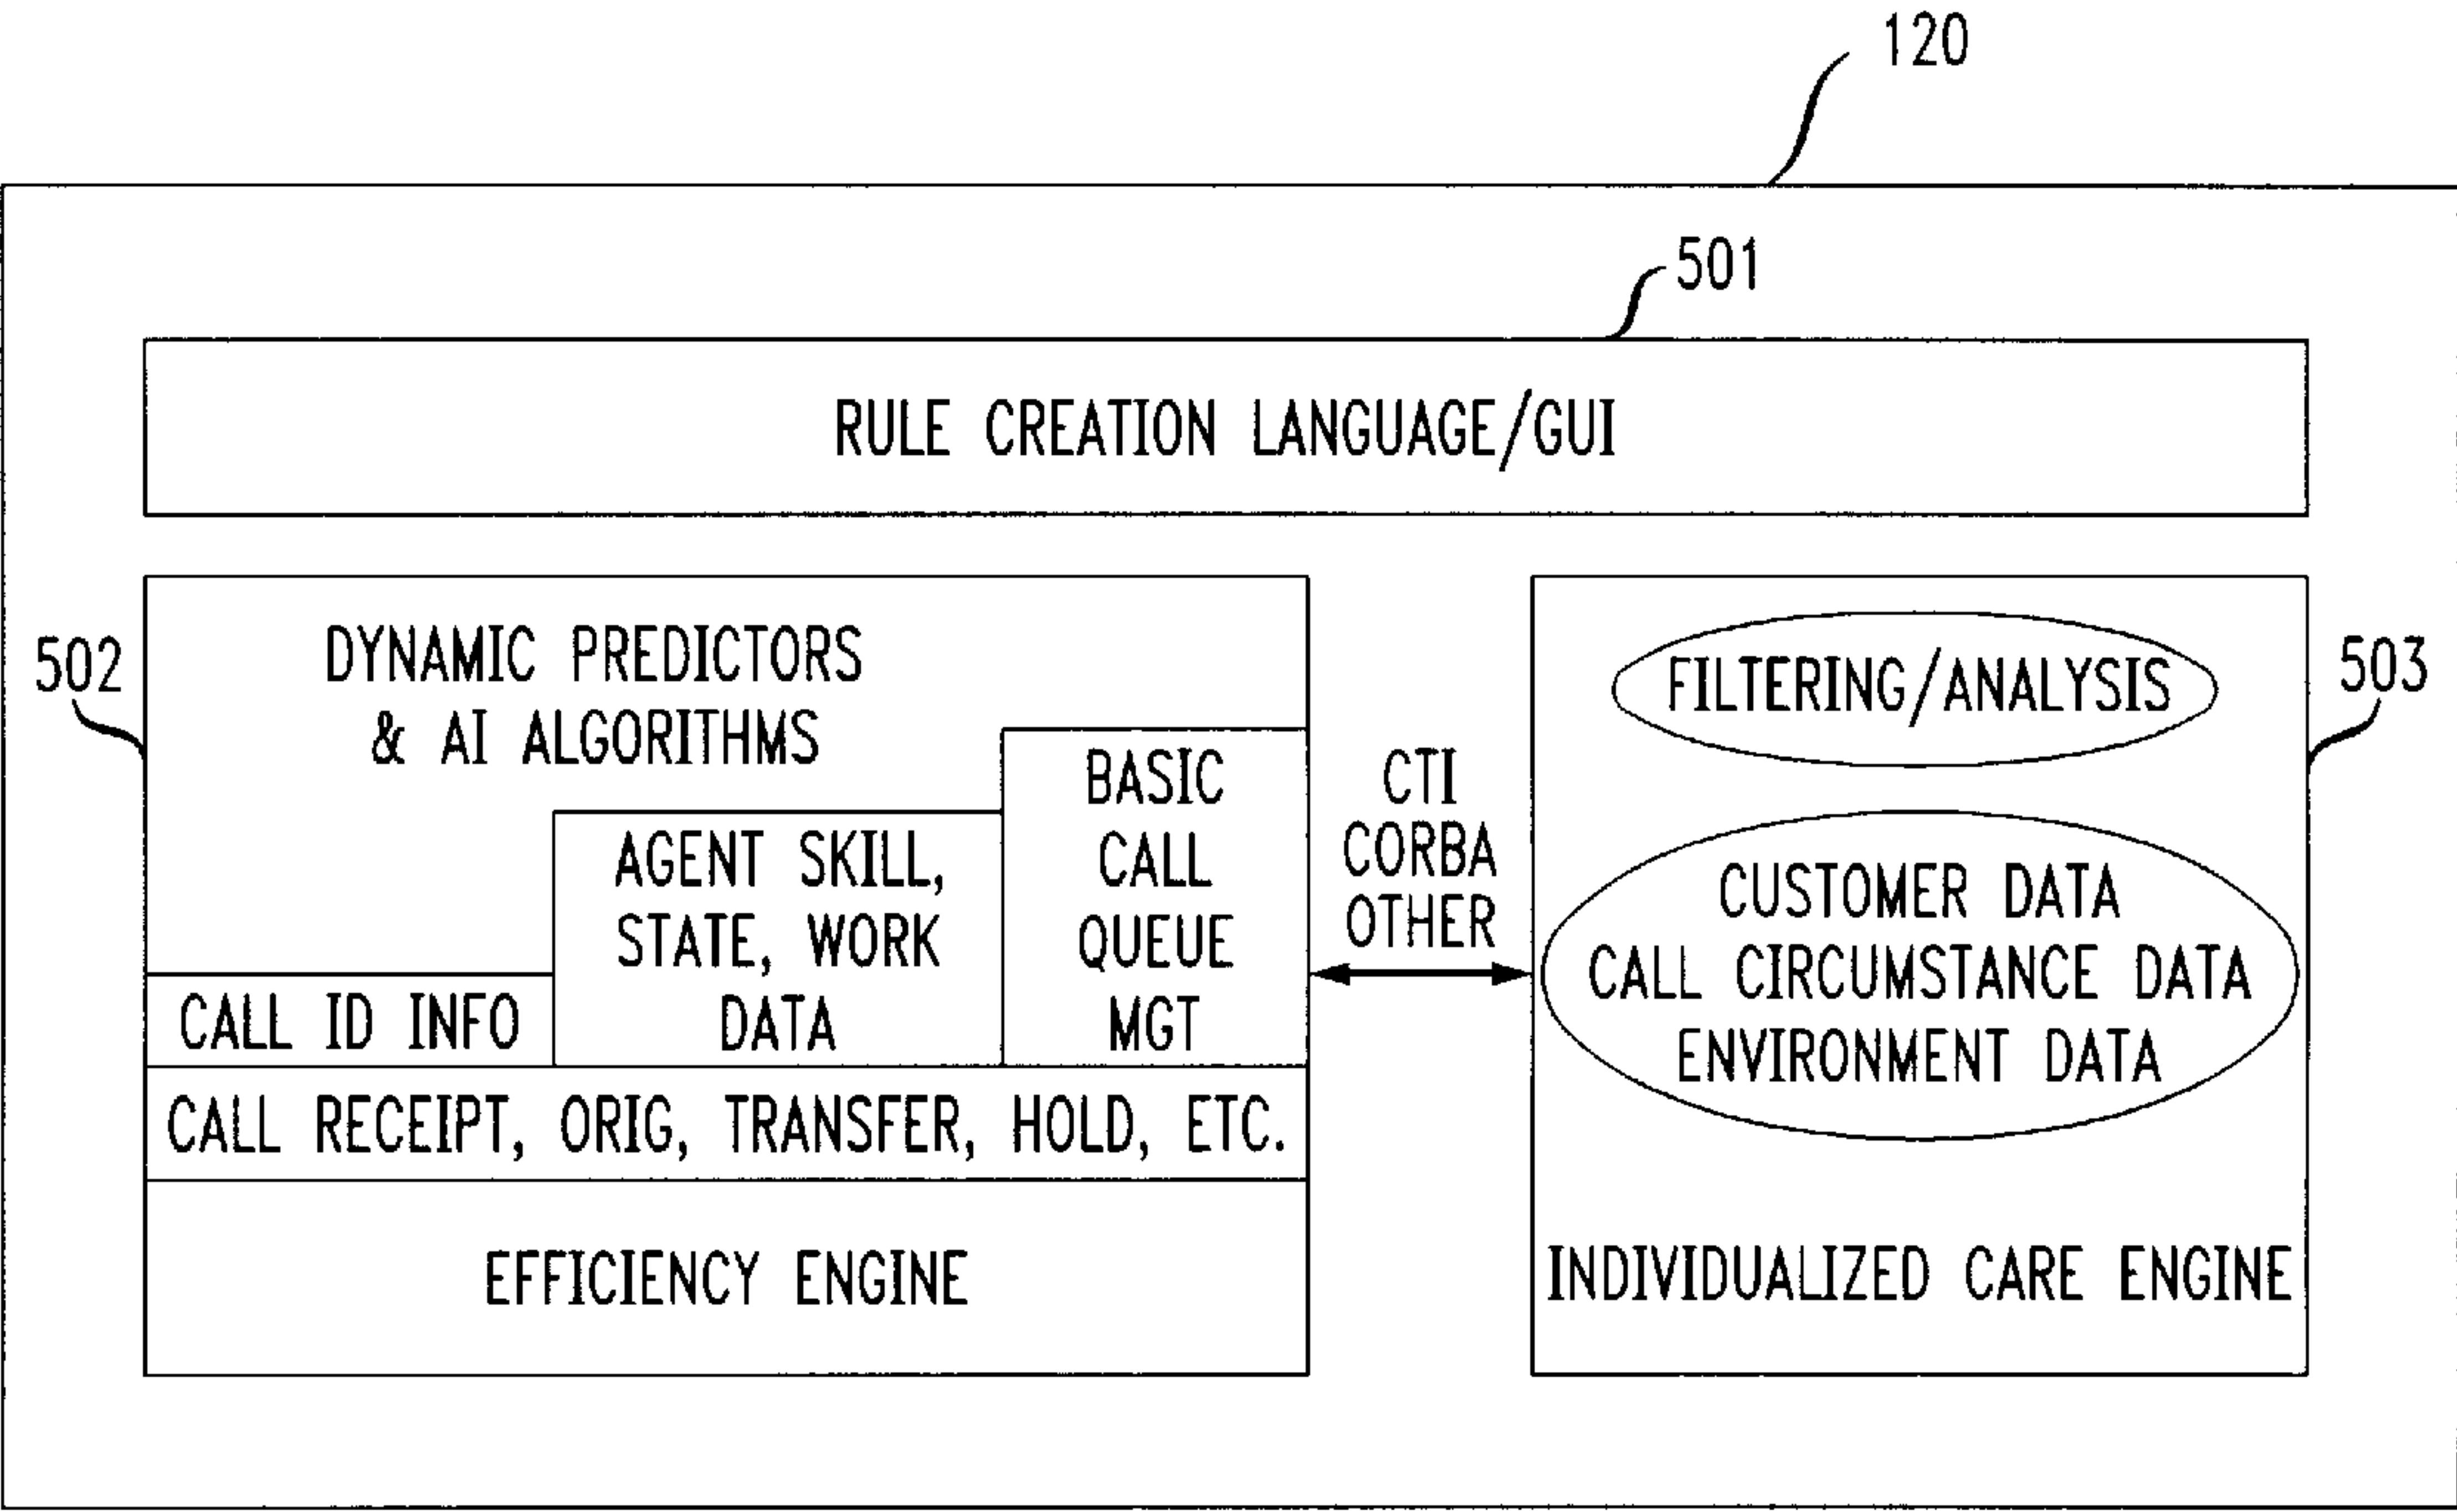 120
501
RULE CREATION LANGUAGE/GUI
502
DYNAMIC PREDICTORS
& AI ALGORITHMS
CALL ID INFO
AGENT SKILL,
STATE, WORK
DATA
BASIC
CALL
QUEUE
MGT
CALL RECEIPT, ORIG, TRANSFER, HOLD, ETC.
EFFICIENCY ENGINE
CTI
CORBA
OTHER
503
FILTERING/ANALYSIS
CUSTOMER DATA
CALL CIRCUMSTANCE DATA
ENVIRONMENT DATA
INDIVIDUALIZED CARE ENGINE